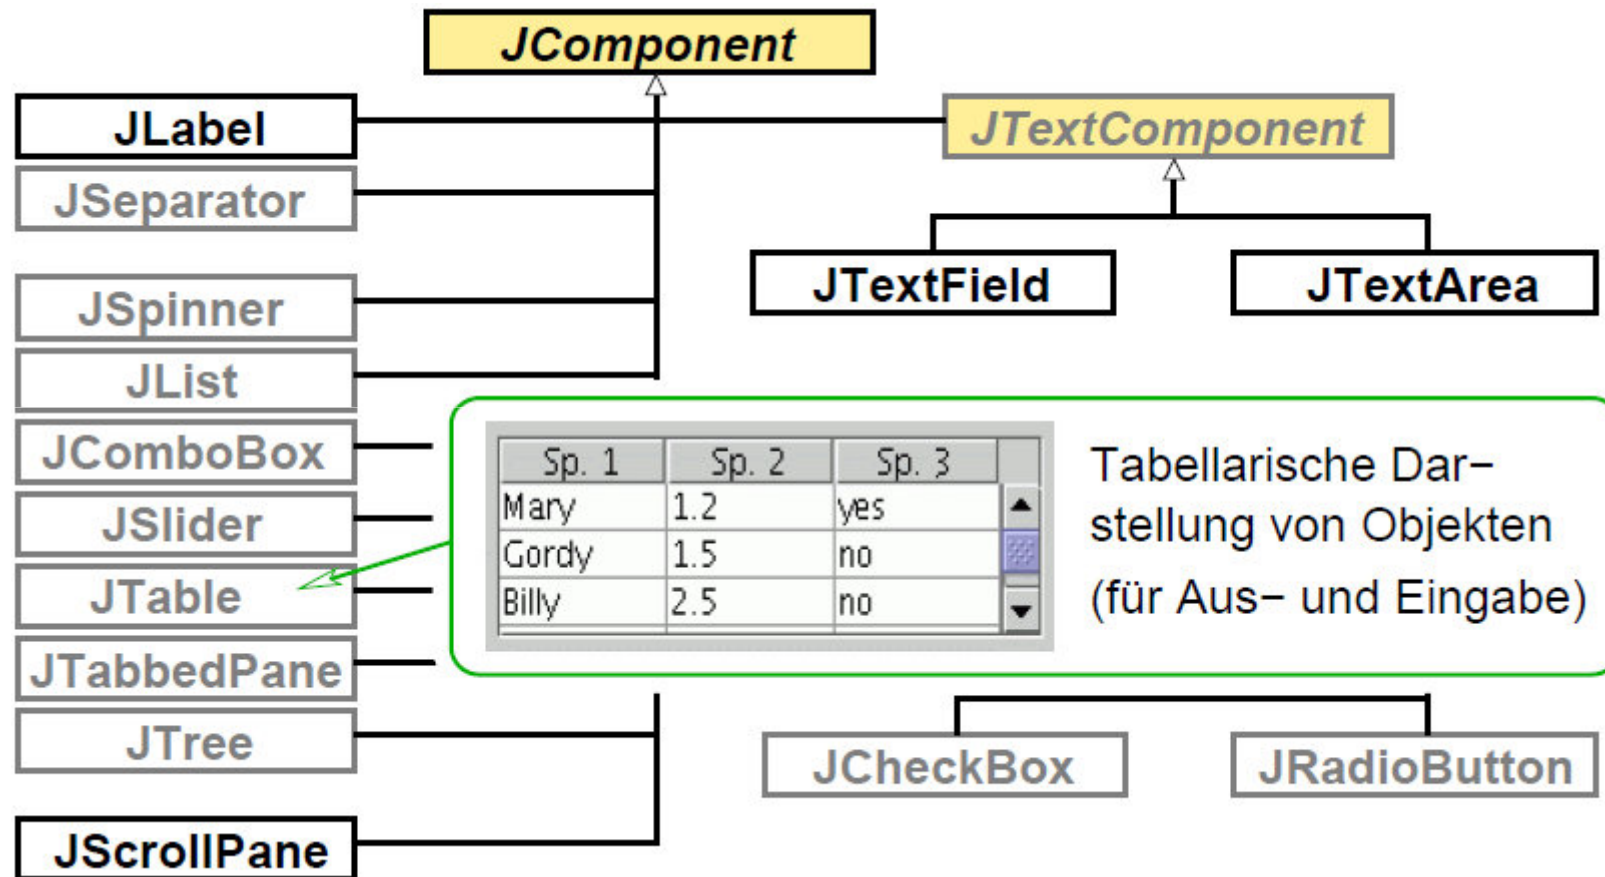 JComponent
JLabel
JTextComponent
JSeparator
JTextField
JTextArea
JSpinner
JList
JComboBox
JSlider
JTable
JTabbedPane
JTree
JScrollPane
Sp. 1 Sp. 2 Sp. 3
Mary 1.2 yes
Gordy 1.5 no
Billy 2.5 no
Tabellarische Dar-
stellung von Objekten
(für Aus- und Eingabe)
JCheckBox
JRadioButton